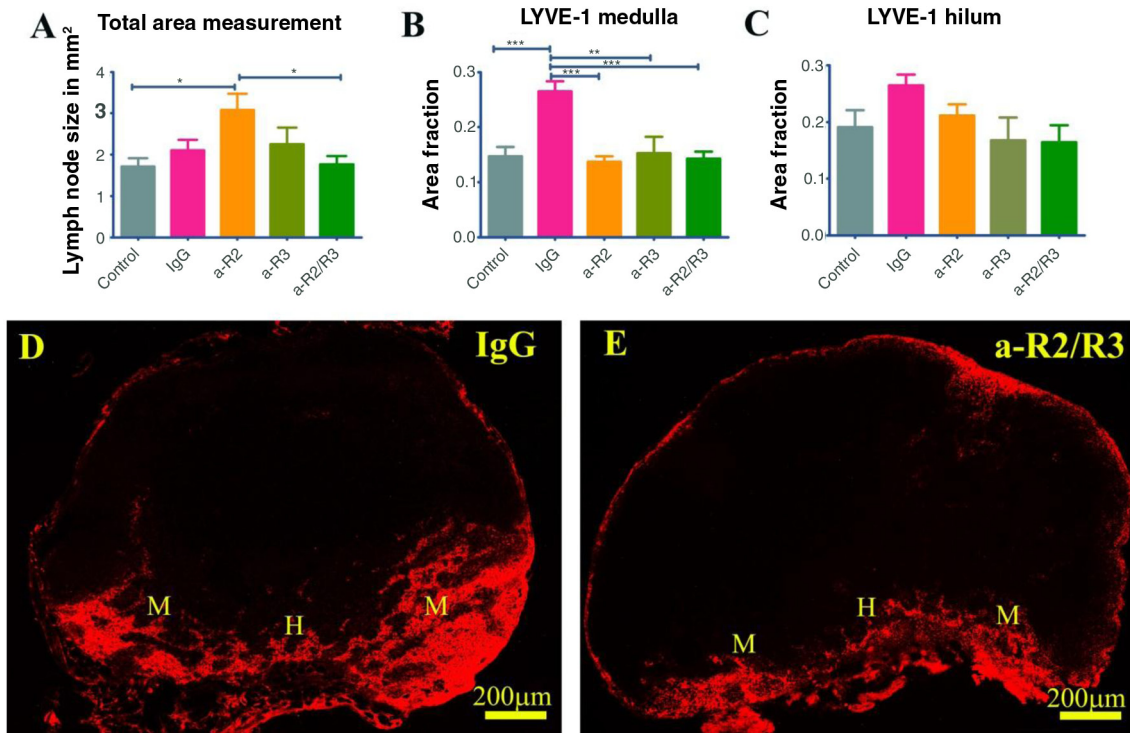 A
Total area measurement
Lymph node size in mm²
4
3
2
1
0
*
*
Control
IgG
a-R2
a-R3
a-R2/R3
B
LYVE-1 medulla
Area fraction
0.3
0.2
0.1
0.0
***
**
***
***
Control
IgG
a-R2
a-R3
a-R2/R3
C
LYVE-1 hilum
Area fraction
0.3
0.2
0.1
0.0
Control
IgG
a-R2
a-R3
a-R2/R3
D
IgG
M
H
M
200µm
E
a-R2/R3
M
H
M
200µm